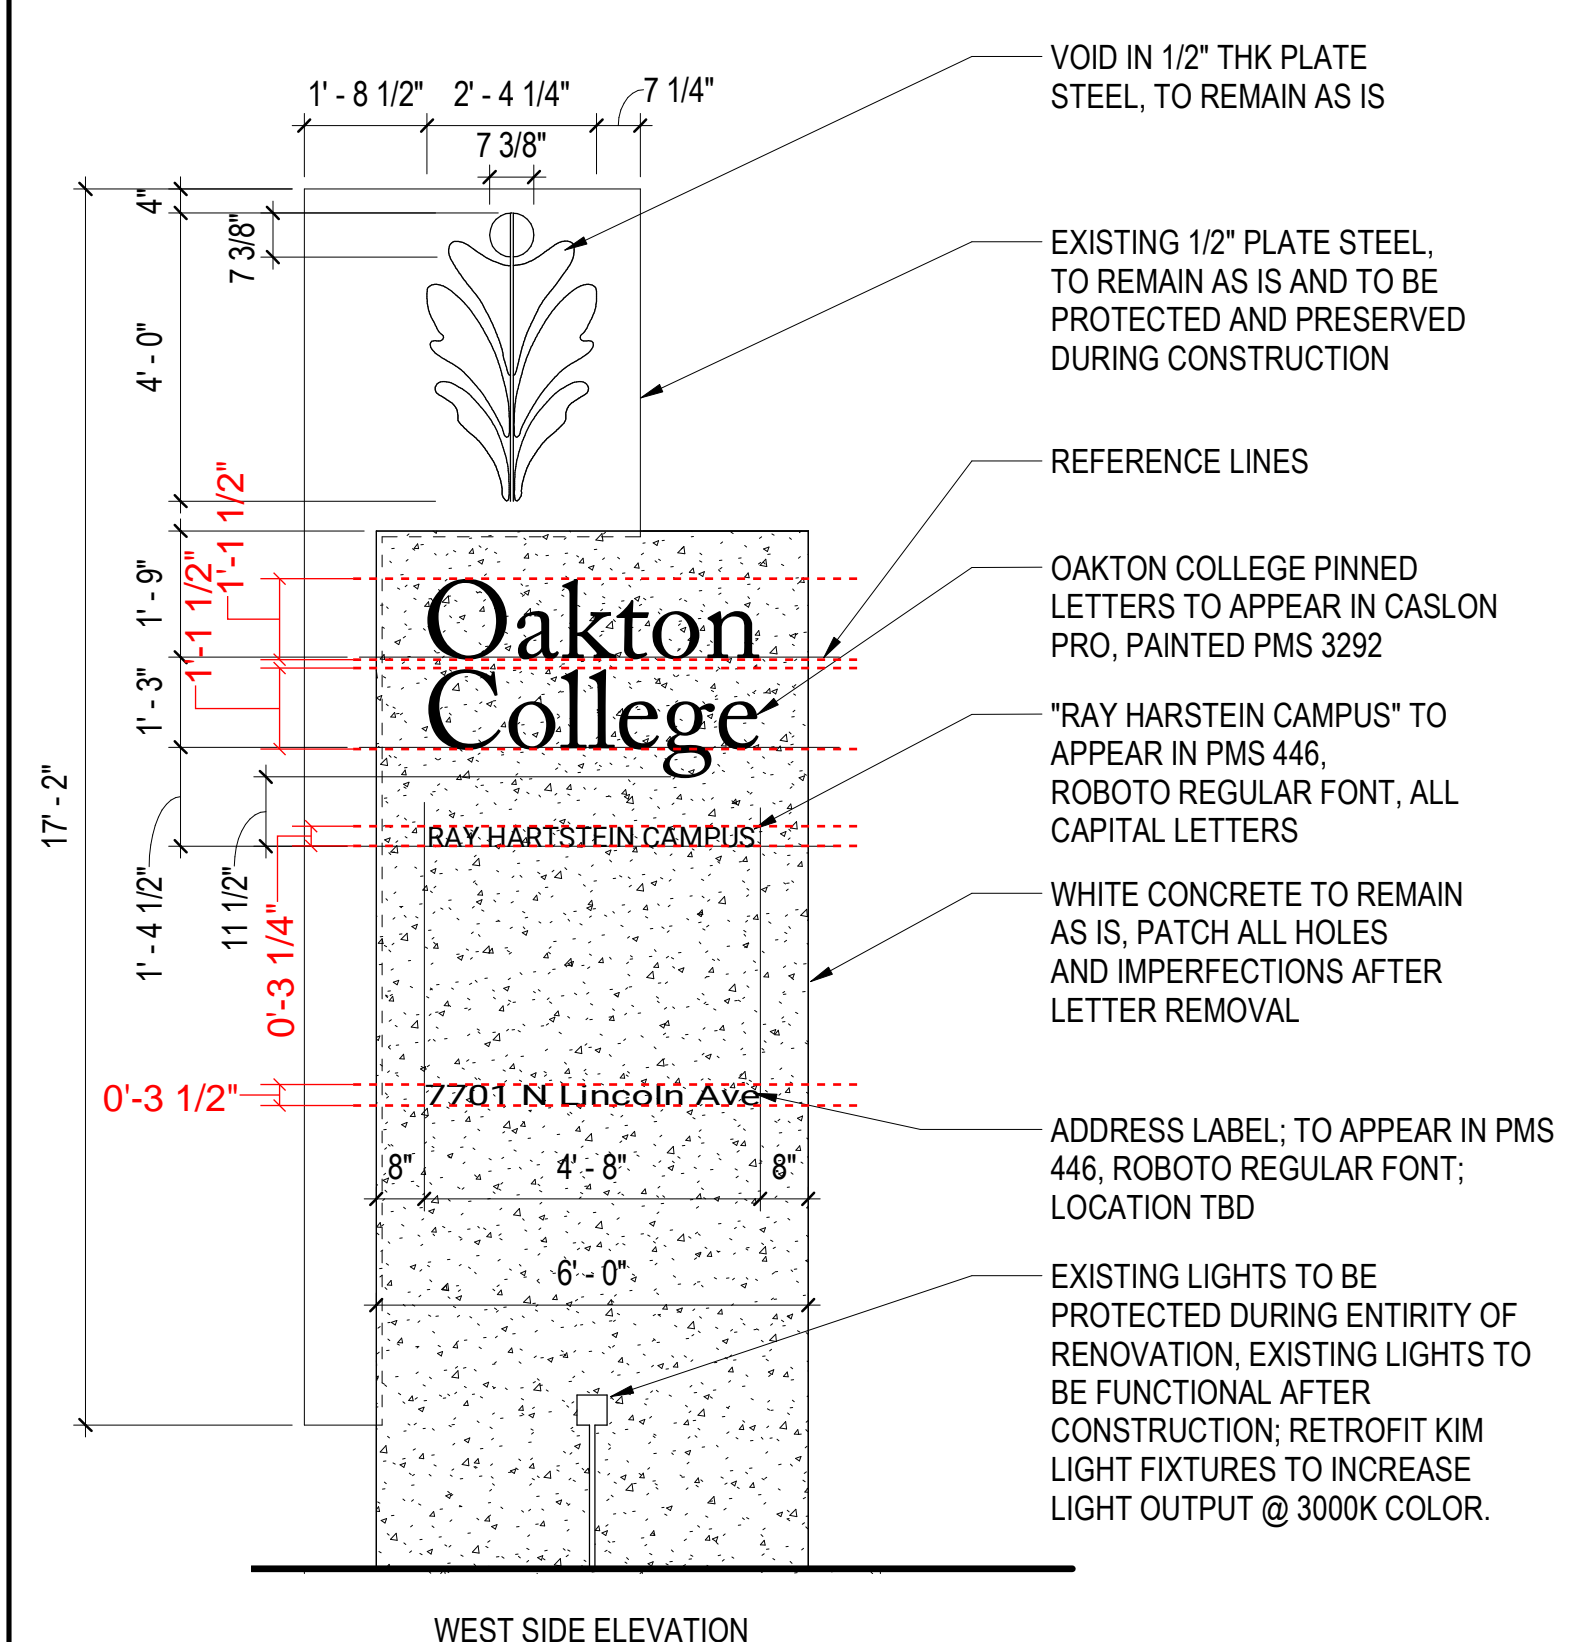 VOID IN 1/2" THK PLATE
STEEL, TO REMAIN AS IS
1' - 8 1/2"
2' - 4 1/4"
7 1/4"
7 3/8"
4"
7 3/8"
4' - 0"
EXISTING 1/2" PLATE STEEL,
TO REMAIN AS IS AND TO BE
PROTECTED AND PRESERVED
DURING CONSTRUCTION
REFERENCE LINES
1'-1 1/2"
1'-1 1/2"
1' - 9"
1' - 3"
17' - 2"
1' - 4 1/2"
11 1/2"
0'-3 1/4"
0'-3 1/2"
Oakton
College
RAY HARTSTEIN CAMPUS
7701 N Lincoln Ave
8"
4' - 8"
8"
6' - 0"
OAKTON COLLEGE PINNED
LETTERS TO APPEAR IN CASLON
PRO, PAINTED PMS 3292
"RAY HARSTEIN CAMPUS" TO
APPEAR IN PMS 446,
ROBOTO REGULAR FONT, ALL
CAPITAL LETTERS
WHITE CONCRETE TO REMAIN
AS IS, PATCH ALL HOLES
AND IMPERFECTIONS AFTER
LETTER REMOVAL
ADDRESS LABEL; TO APPEAR IN PMS
446, ROBOTO REGULAR FONT;
LOCATION TBD
EXISTING LIGHTS TO BE
PROTECTED DURING ENTIRITY OF
RENOVATION, EXISTING LIGHTS TO
BE FUNCTIONAL AFTER
CONSTRUCTION; RETROFIT KIM
LIGHT FIXTURES TO INCREASE
LIGHT OUTPUT @ 3000K COLOR.
WEST SIDE ELEVATION